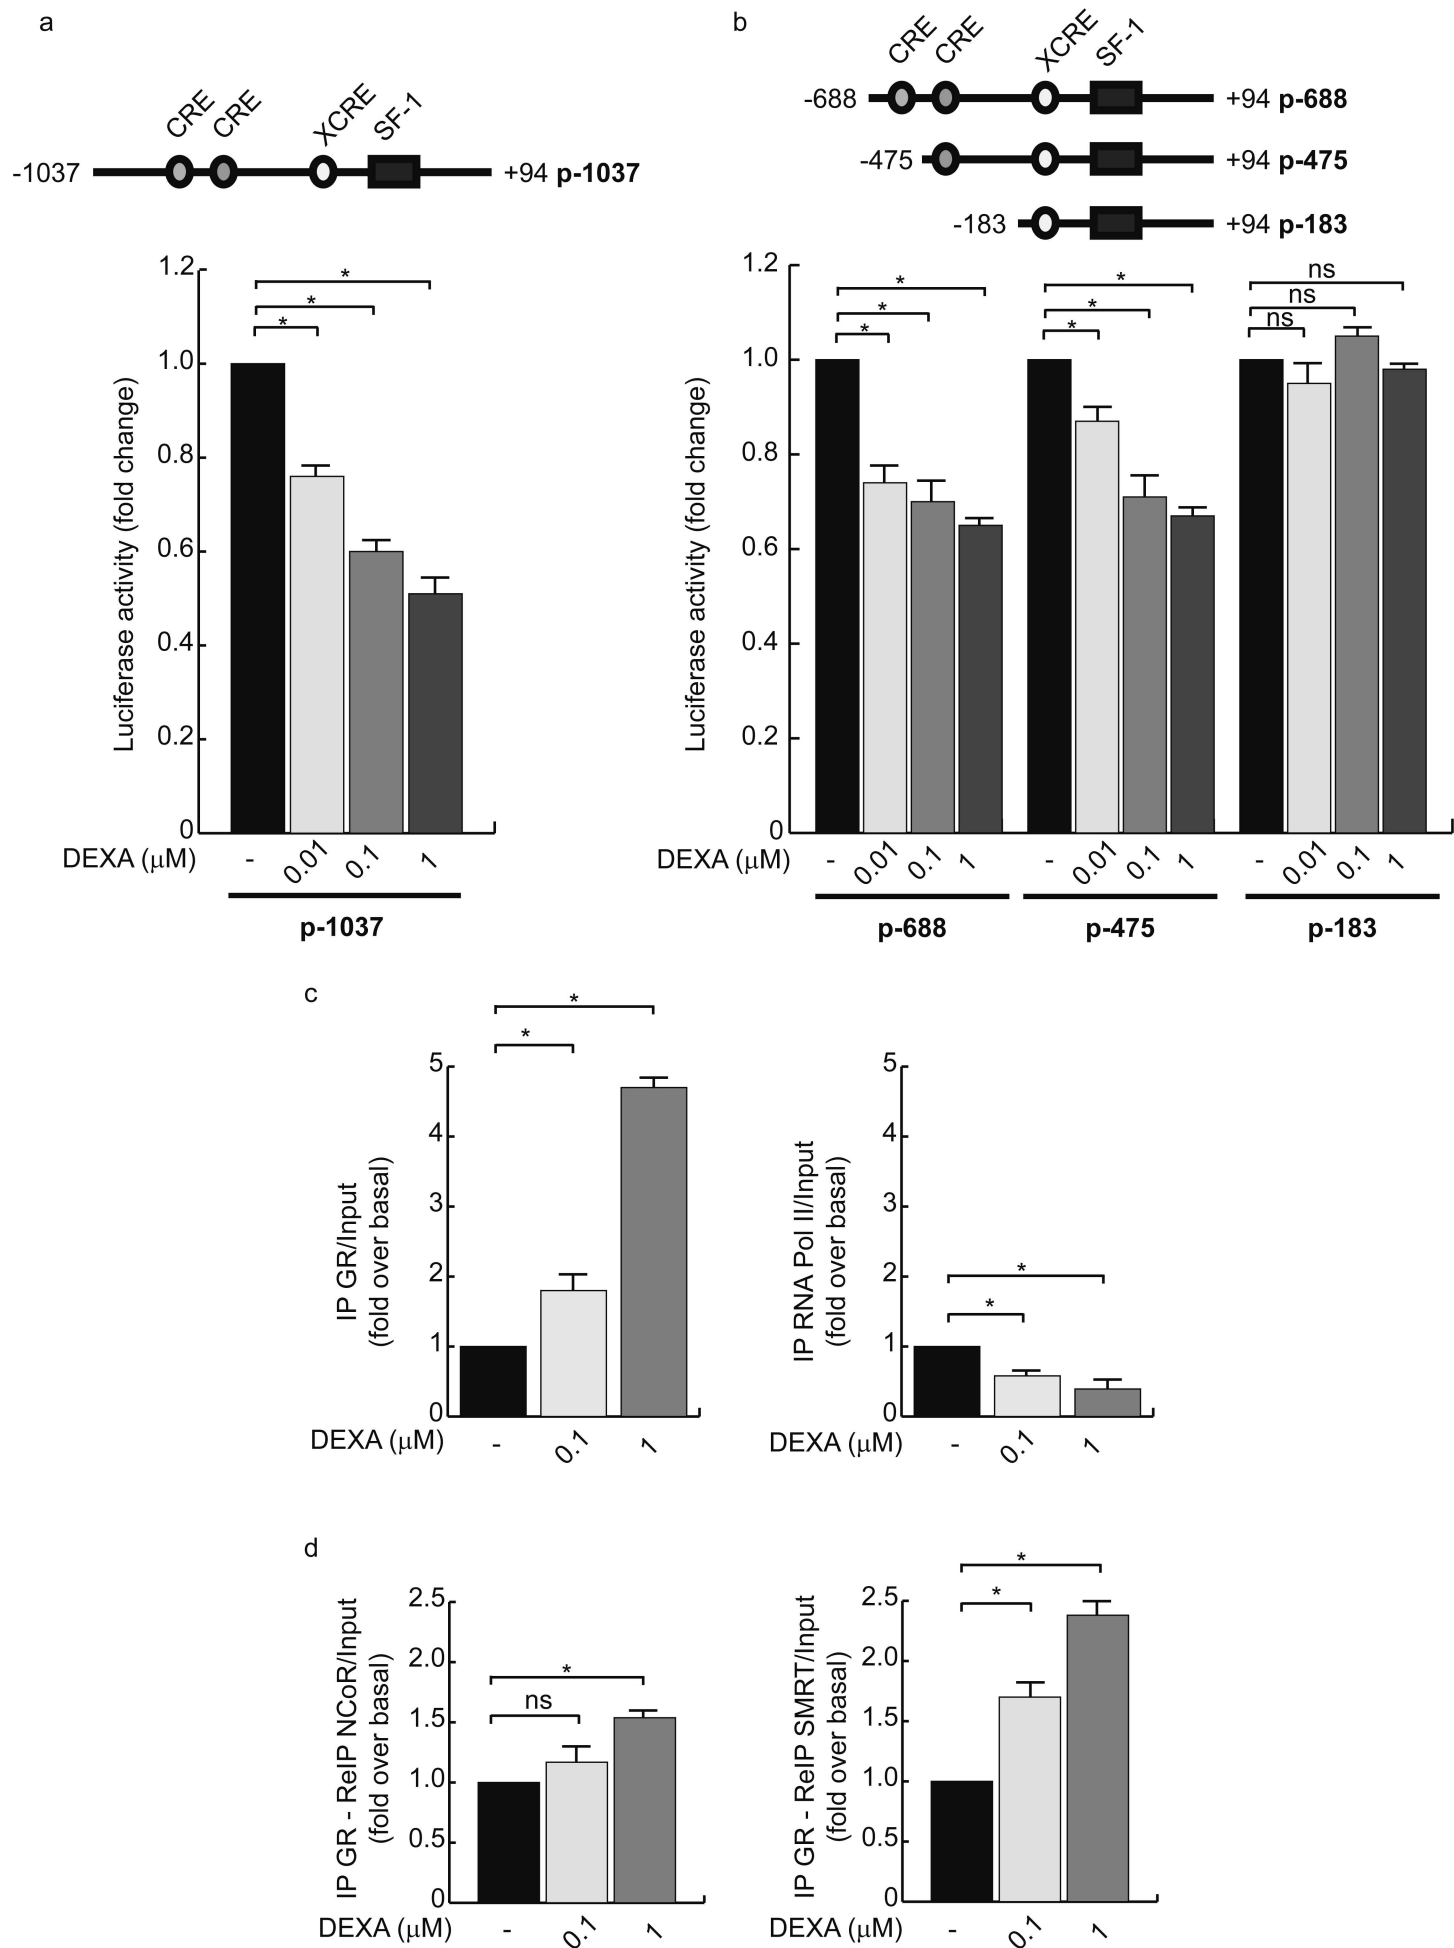 a
CRE CRE XCRE SF-1
-1037 +94 p-1037
* 
*
*
1.2
1.0
0.8
0.6
0.4
0.2
0
Luciferase activity (fold change)
DEXA (µM) - 0.01 0.1 1
p-1037
b
CRE CRE XCRE SF-1
-688 +94 p-688
-475 +94 p-475
-183 +94 p-183
* * ns
* * ns
* * ns
1.2
1.0
0.8
0.6
0.4
0.2
0
Luciferase activity (fold change)
DEXA (µM) - 0.01 0.1 1 - 0.01 0.1 1 - 0.01 0.1 1
p-688 p-475 p-183
c
*
*
5
4
3
2
1
0
IP GR/Input
(fold over basal)
DEXA (µM) - 0.1 1
5
4
3
2
1
0
*
*
IP RNA Pol II/Input
(fold over basal)
DEXA (µM) - 0.1 1
d
2.5
2.0
1.5
1.0
0.5
0
*
ns
IP GR - ReIP NCoR/Input
(fold over basal)
DEXA (µM) - 0.1 1
*
*
2.5
2.0
1.5
1.0
0.5
0
IP GR - ReIP SMRT/Input
(fold over basal)
DEXA (µM) - 0.1 1